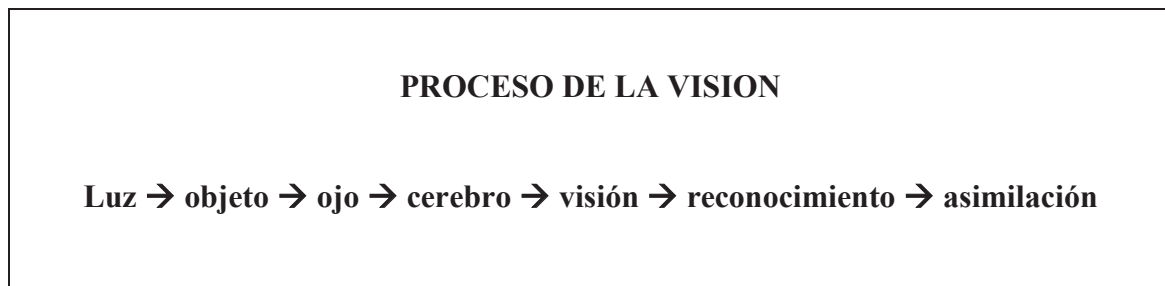 PROCESO DE LA VISION
Luz → objeto → ojo → cerebro → visión → reconocimiento → asimilación